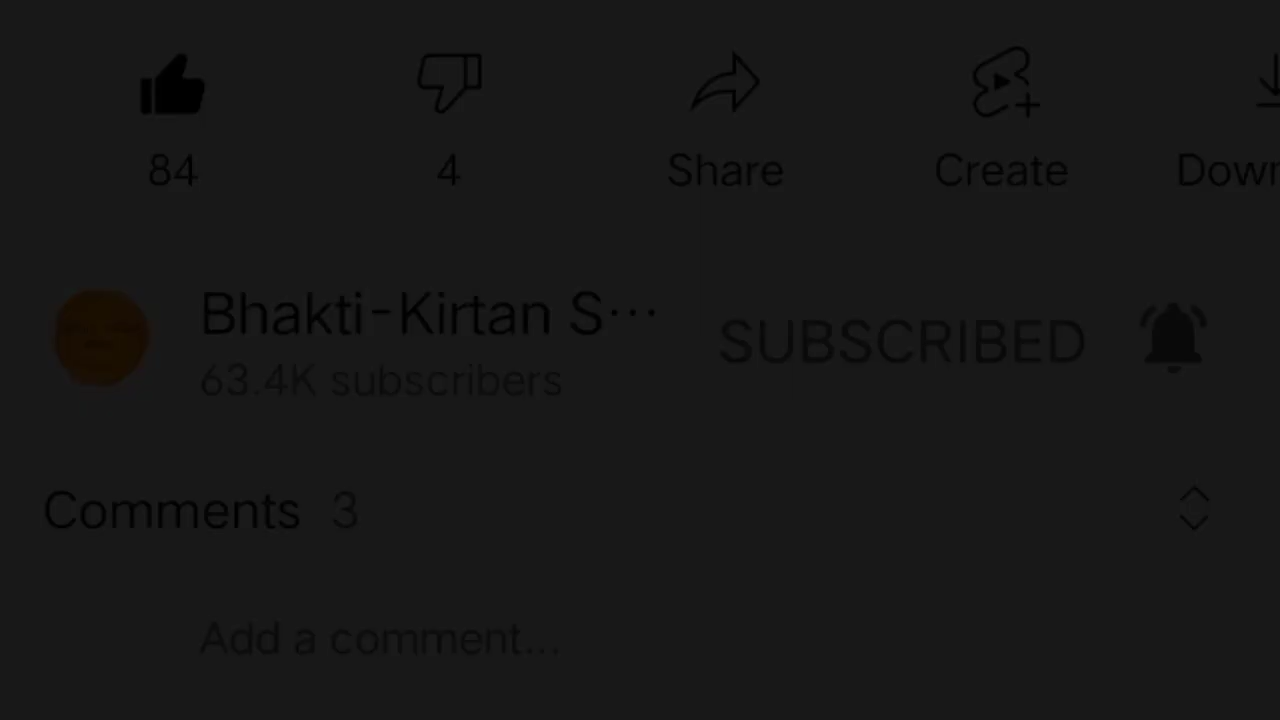 84 4 Share Create Down
Bhakti-Kirtan S...
SUBSCRIBED
63.4K subscribers
Comments 3
Add a comment...